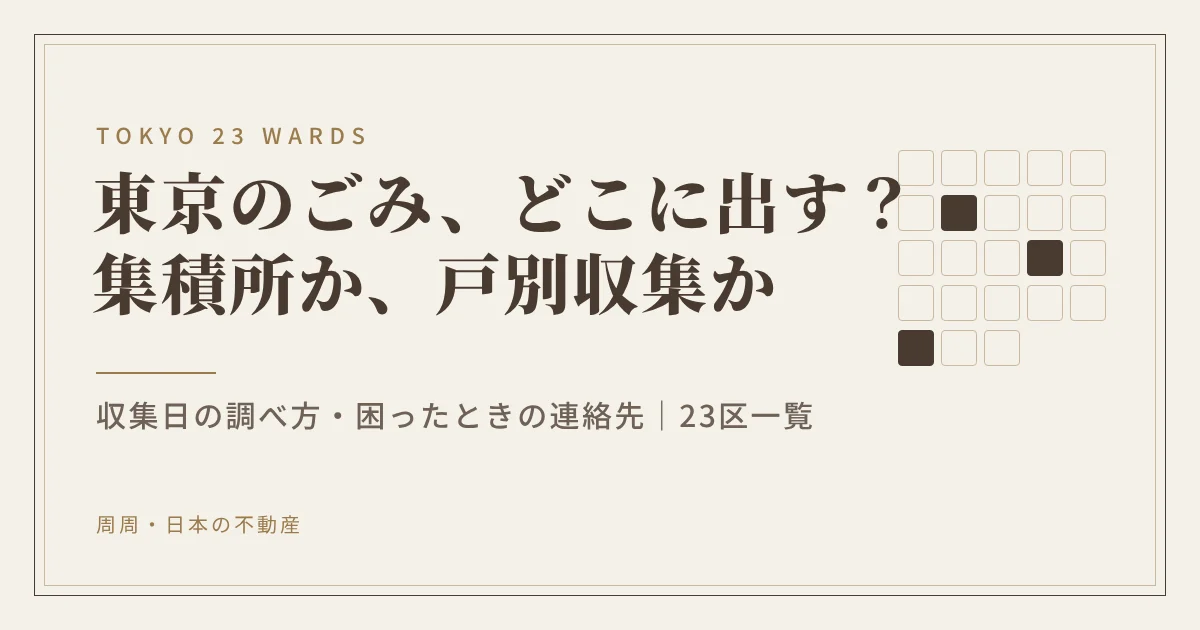 TOKYO 23 WARDS
東京のごみ、どこに出す？
集積所か、戸別収集か
収集日の調べ方・困ったときの連絡先｜23区一覧
周周・日本の不動産